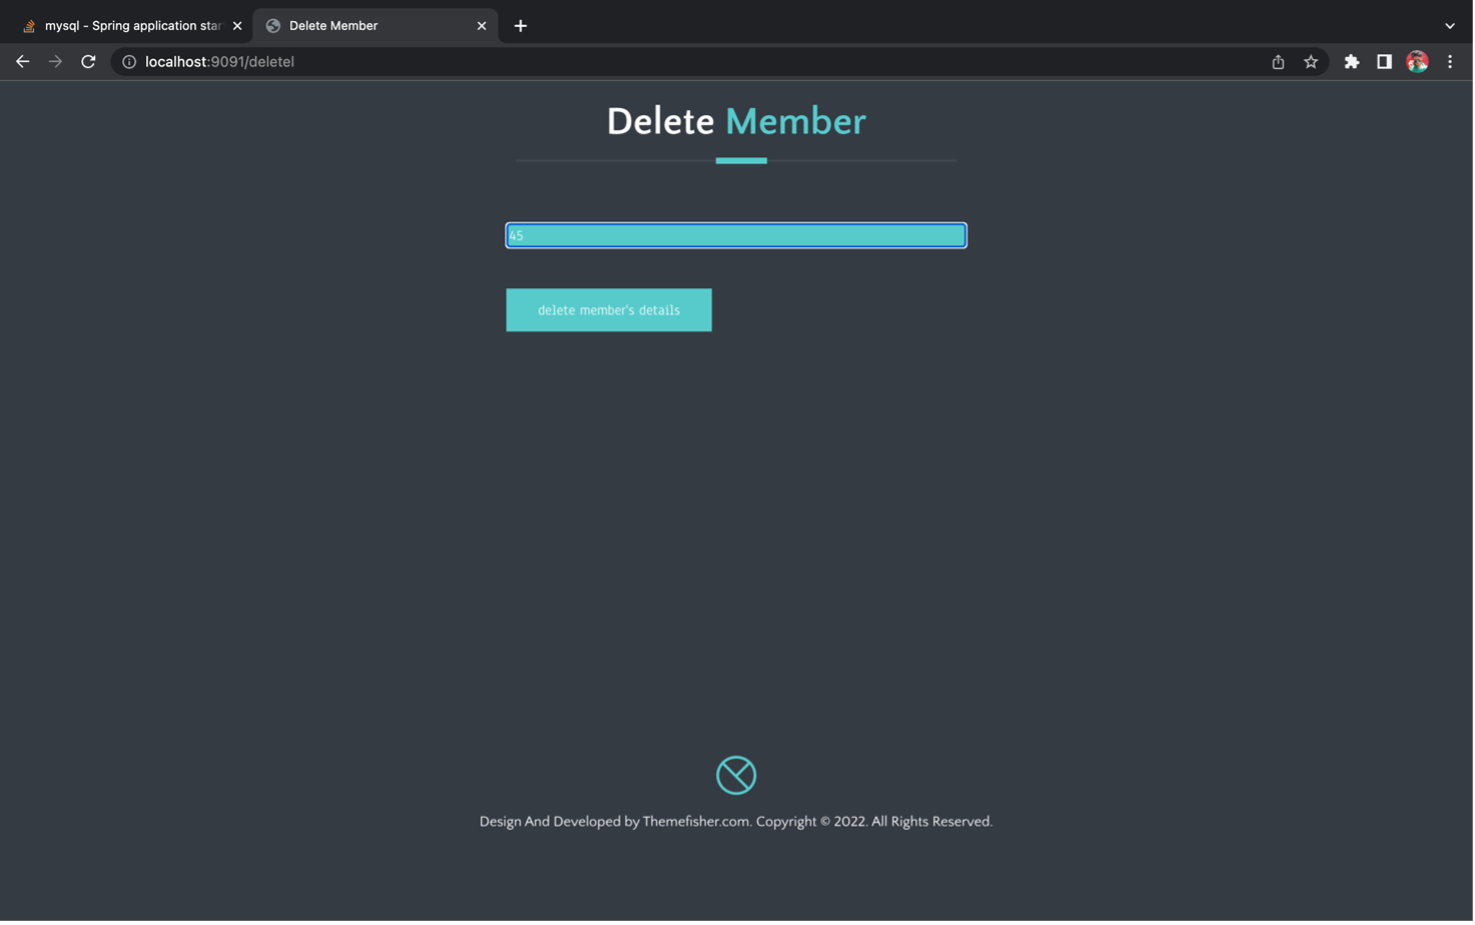 mysql - Spring application star
Delete Member
localhost:9091/deletel
Delete Member
45
delete member's details
Design And Developed by Themefisher.com. Copyright © 2022. All Rights Reserved.